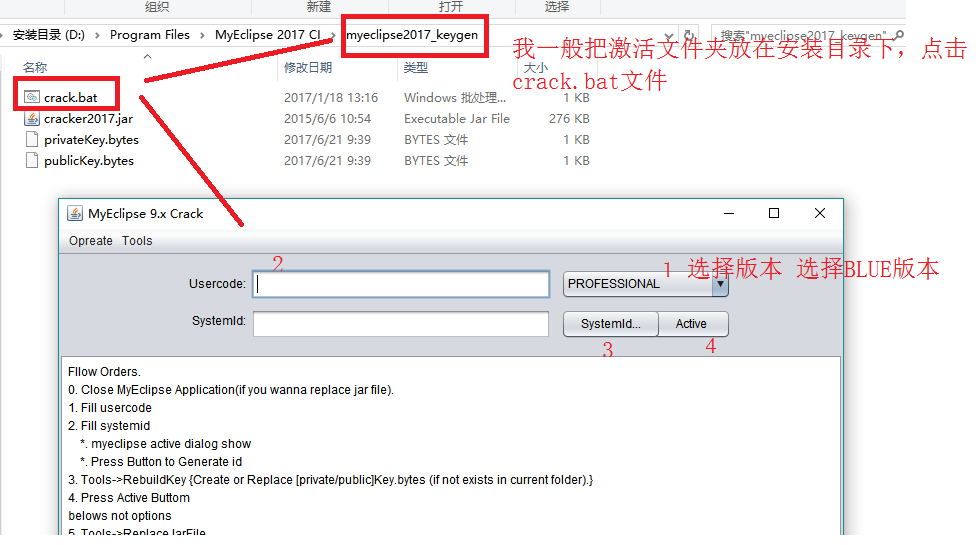 组织 新建 打开 选择
安装目录 (D:) › Program Files › MyEclipse 2017 CI › myeclipse2017_keygen 搜索"myeclipse2017_keygen"
我一般把激活文件夹放在安装目录下，点击
crack.bat文件
名称 修改日期 类型 大小
crack.bat 2017/1/18 13:16 Windows 批处理... 1 KB
cracker2017.jar 2015/6/6 10:54 Executable Jar File 276 KB
privateKey.bytes 2017/6/21 9:39 BYTES 文件 1 KB
publicKey.bytes 2017/6/21 9:39 BYTES 文件 1 KB
MyEclipse 9.x Crack
Opreate Tools
2
1 选择版本 选择BLUE版本
Usercode: PROFESSIONAL
SystemId: SystemId... Active
3 4
Fllow Orders.
0. Close MyEclipse Application(if you wanna replace jar file).
1. Fill usercode
2. Fill systemid
*. myeclipse active dialog show
*. Press Button to Generate id
3. Tools->RebuildKey {Create or Replace [private/public]Key.bytes (if not exists in current folder).}
4. Press Active Buttom
belows not options
5. Tools->ReplaceJarFile